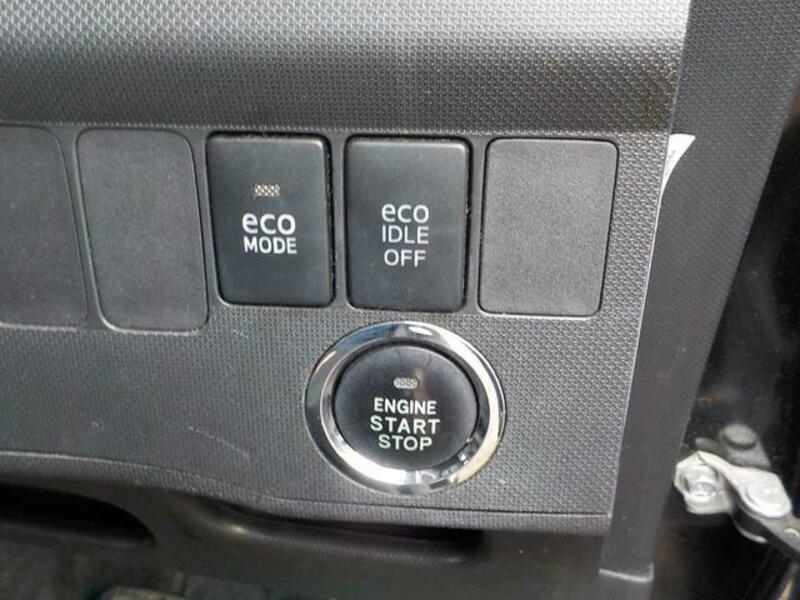 eco
MODE
eco
IDLE
OFF
ENGINE
START
STOP